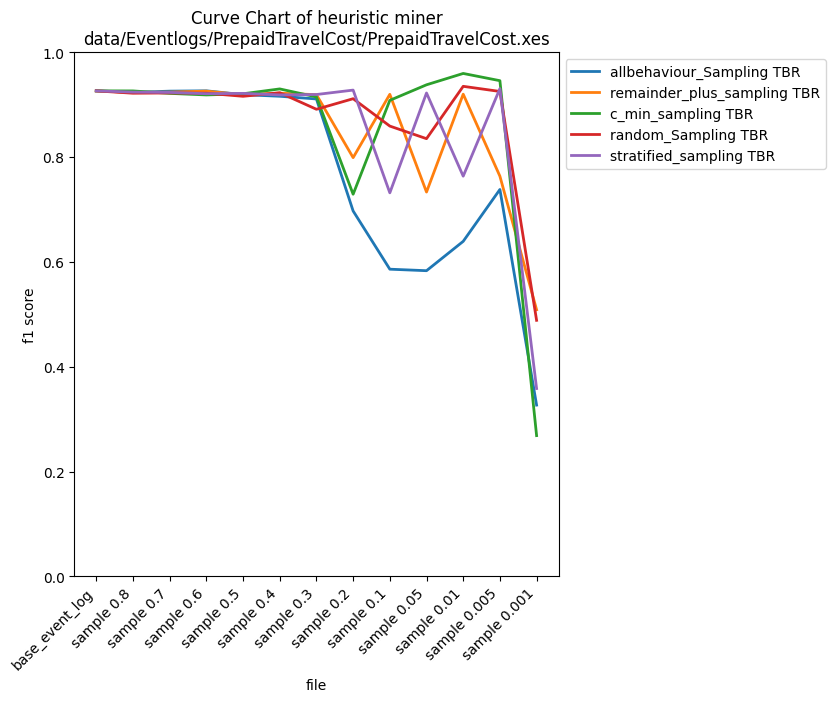 Curve Chart of heuristic miner
data/Eventlogs/PrepaidTravelCost/PrepaidTravelCost.xes
1.0
0.8
0.6
0.4
0.2
0.0
f1 score
base_event_log
sample 0.8
sample 0.7
sample 0.6
sample 0.5
sample 0.4
sample 0.3
sample 0.2
sample 0.1
sample 0.05
sample 0.01
sample 0.005
sample 0.001
file
allbehaviour_Sampling TBR
remainder_plus_sampling TBR
c_min_sampling TBR
random_Sampling TBR
stratified_sampling TBR